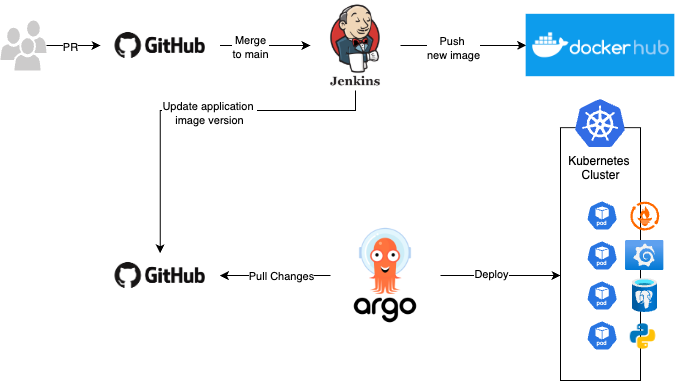 PR
GitHub
Merge
to main
Jenkins
Push
new image
dockerhub
Update application
image version
Kubernetes
Cluster
pod
pod
GitHub
Pull Changes
argo
Deploy
pod
pod